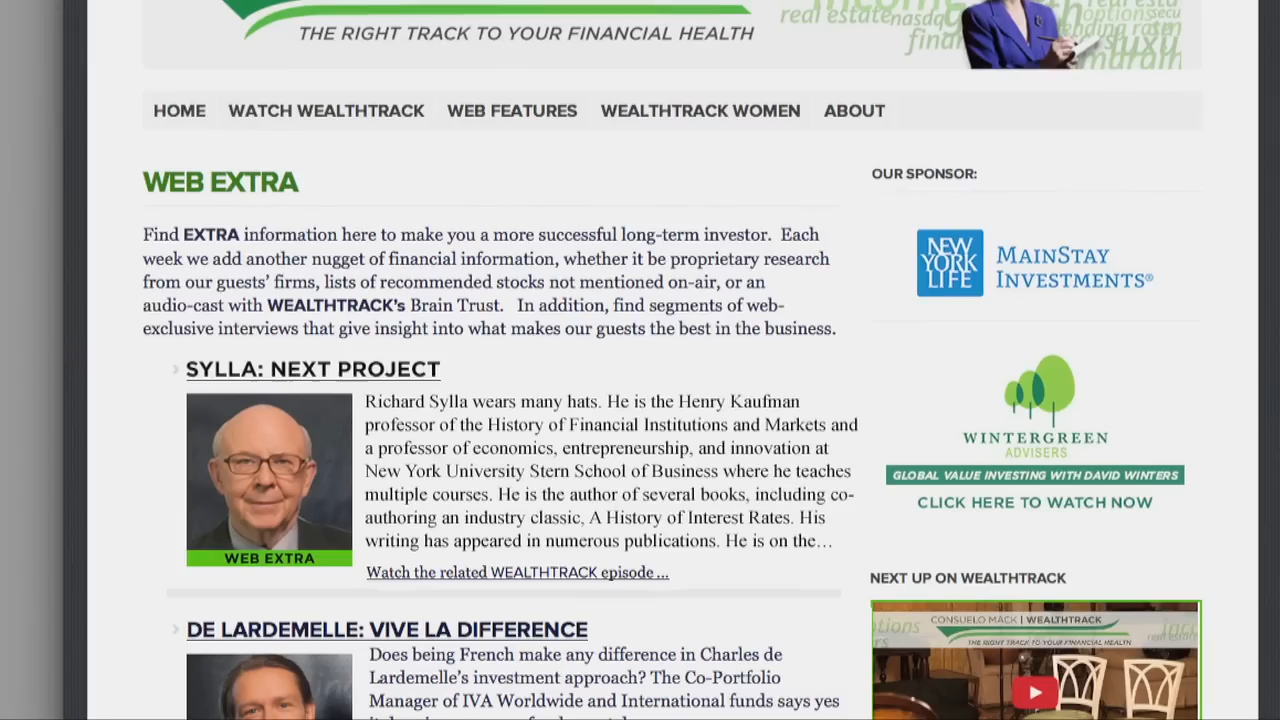 real estate
nasdaq
options
THE RIGHT TRACK TO YOUR FINANCIAL HEALTH
HOME WATCH WEALTHTRACK WEB FEATURES WEALTHTRACK WOMEN ABOUT
WEB EXTRA
Find EXTRA information here to make you a more successful long-term investor. Each
week we add another nugget of financial information, whether it be proprietary research
from our guests' firms, lists of recommended stocks not mentioned on-air, or an
audio-cast with WEALTHTRACK's Brain Trust. In addition, find segments of web-
exclusive interviews that give insight into what makes our guests the best in the business.
SYLLA: NEXT PROJECT
Richard Sylla wears many hats. He is the Henry Kaufman
professor of the History of Financial Institutions and Markets and
a professor of economics, entrepreneurship, and innovation at
New York University Stern School of Business where he teaches
multiple courses. He is the author of several books, including co-
authoring an industry classic, A History of Interest Rates. His
writing has appeared in numerous publications. He is on the…
WEB EXTRA
Watch the related WEALTHTRACK episode ...
DE LARDEMELLE: VIVE LA DIFFERENCE
Does being French make any difference in Charles de
Lardemelle's investment approach? The Co-Portfolio
Manager of IVA Worldwide and International funds says yes
OUR SPONSOR:
NEW
YORK
LIFE
MAINSTAY
INVESTMENTS®
WINTERGREEN
ADVISERS
GLOBAL VALUE INVESTING WITH DAVID WINTERS
CLICK HERE TO WATCH NOW
NEXT UP ON WEALTHTRACK
CONSUELO MACK | WEALTHTRACK
THE RIGHT TRACK TO YOUR FINANCIAL HEALTH